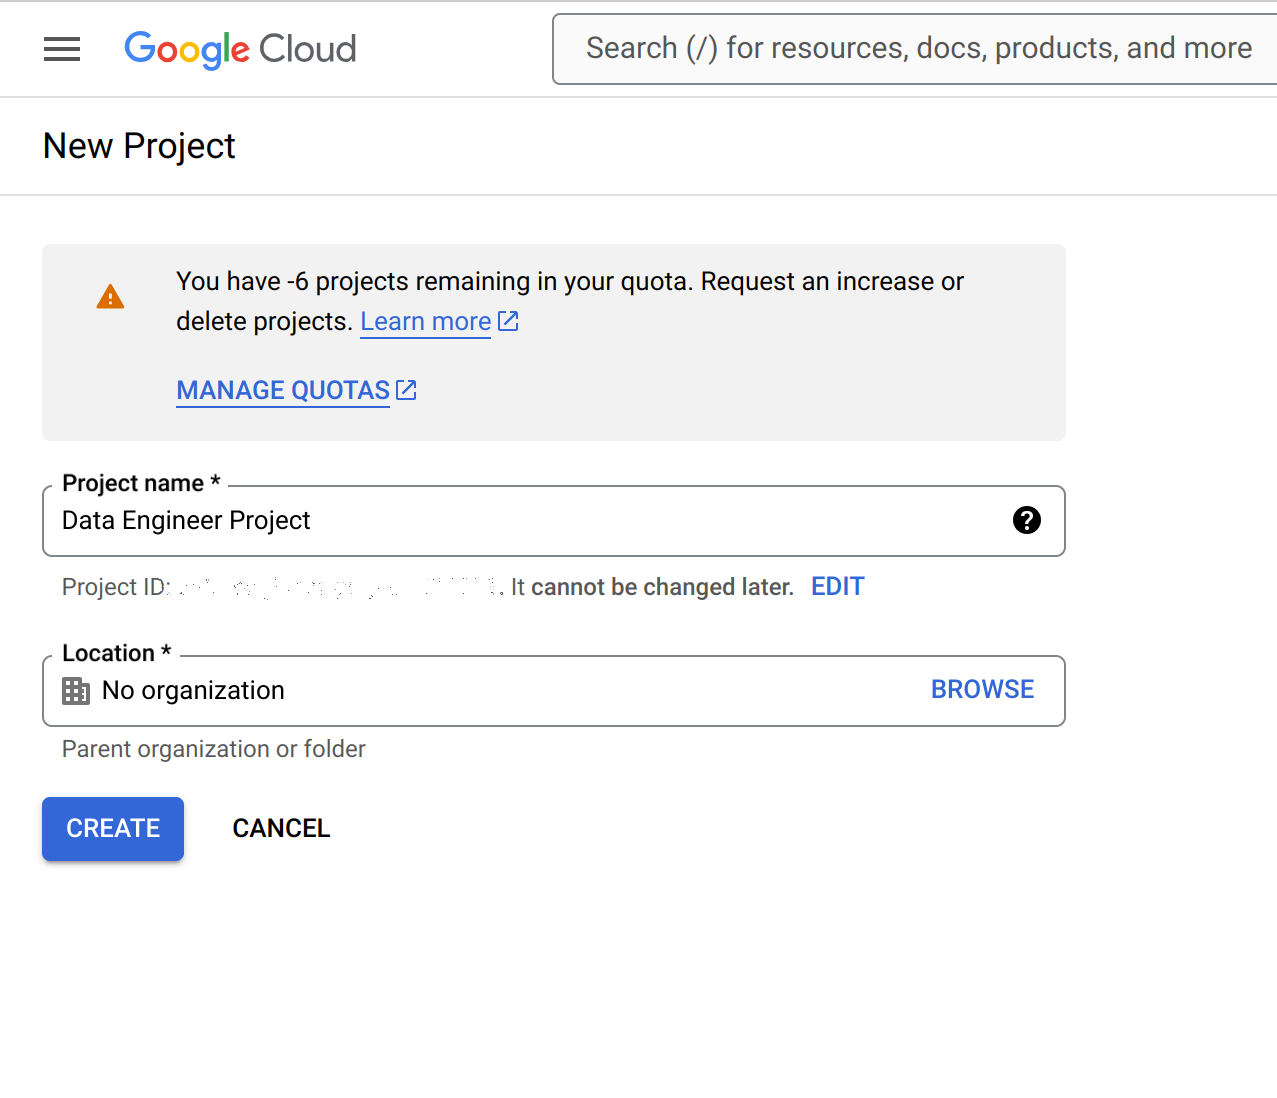 Google Cloud
Search (/) for resources, docs, products, and more
New Project
You have -6 projects remaining in your quota. Request an increase or
delete projects. Learn more
MANAGE QUOTAS
Project name *
Data Engineer Project
Project ID: . It cannot be changed later. EDIT
Location *
No organization
BROWSE
Parent organization or folder
CREATE
CANCEL